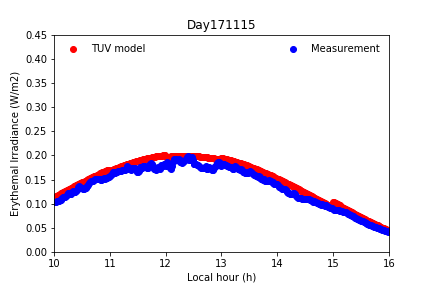 Day171115
TUV model
Measurement
Erythemal Irradiance (W/m2)
0.45
0.40
0.35
0.30
0.25
0.20
0.15
0.10
0.05
0.00
10 11 12 13 14 15 16
Local hour (h)